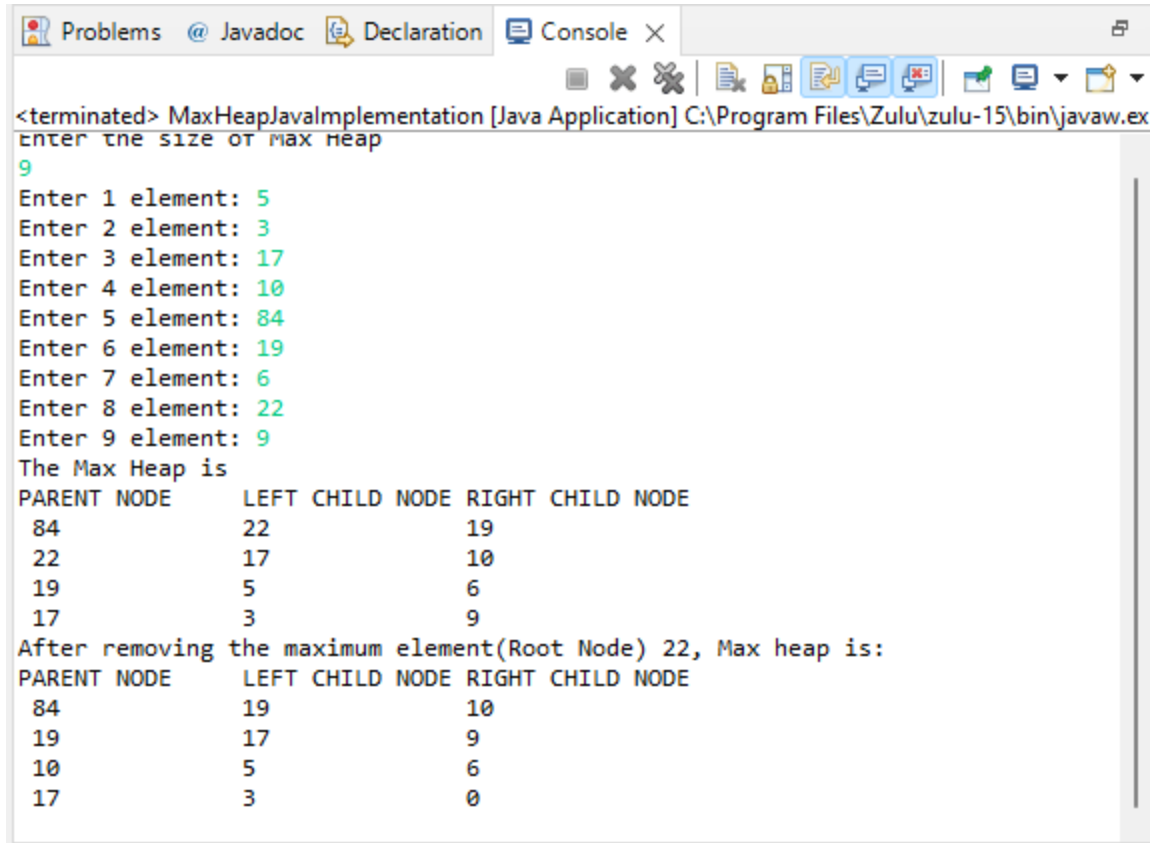 Problems @ Javadoc Declaration Console
<terminated> MaxHeapJavaImplementation [Java Application] C:\Program Files\Zulu\zulu-15\bin\javaw.ex
Enter the size of Max Heap
9
Enter 1 element: 5
Enter 2 element: 3
Enter 3 element: 17
Enter 4 element: 10
Enter 5 element: 84
Enter 6 element: 19
Enter 7 element: 6
Enter 8 element: 22
Enter 9 element: 9
The Max Heap is
PARENT NODE LEFT CHILD NODE RIGHT CHILD NODE
84 22 19
22 17 10
19 5 6
17 3 9
After removing the maximum element(Root Node) 22, Max heap is:
PARENT NODE LEFT CHILD NODE RIGHT CHILD NODE
84 19 10
19 17 9
10 5 6
17 3 0